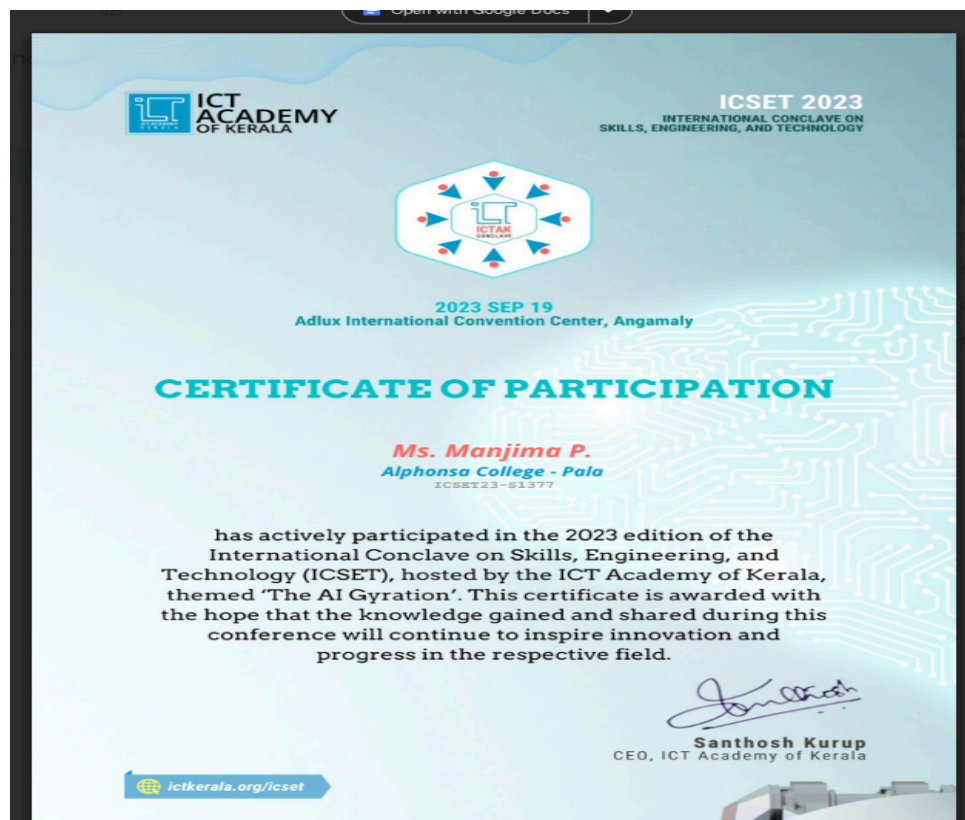 Open with Google Docs
ICT
ACADEMY
OF KERALA
ICSET 2023
INTERNATIONAL CONCLAVE ON
SKILLS, ENGINEERING, AND TECHNOLOGY
ICTAK
CONCLAVE
2023 SEP 19
Adlux International Convention Center, Angamaly
CERTIFICATE OF PARTICIPATION
Ms. Manjima P.
Alphonsa College - Pala
ICSET23-S1377
has actively participated in the 2023 edition of the
International Conclave on Skills, Engineering, and
Technology (ICSET), hosted by the ICT Academy of Kerala,
themed ‘The AI Gyration’. This certificate is awarded with
the hope that the knowledge gained and shared during this
conference will continue to inspire innovation and
progress in the respective field.
Santhosh
Santhosh Kurup
CEO, ICT Academy of Kerala
ictkerala.org/icset